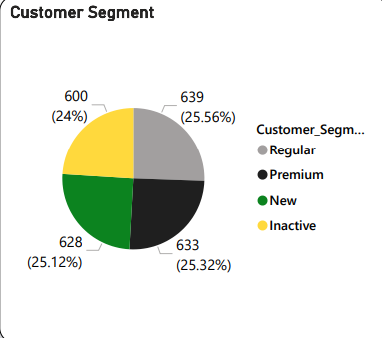 Customer Segment
600
(24%)
639
(25.56%)
Customer_Segm...
Regular
Premium
New
Inactive
628
(25.12%)
633
(25.32%)